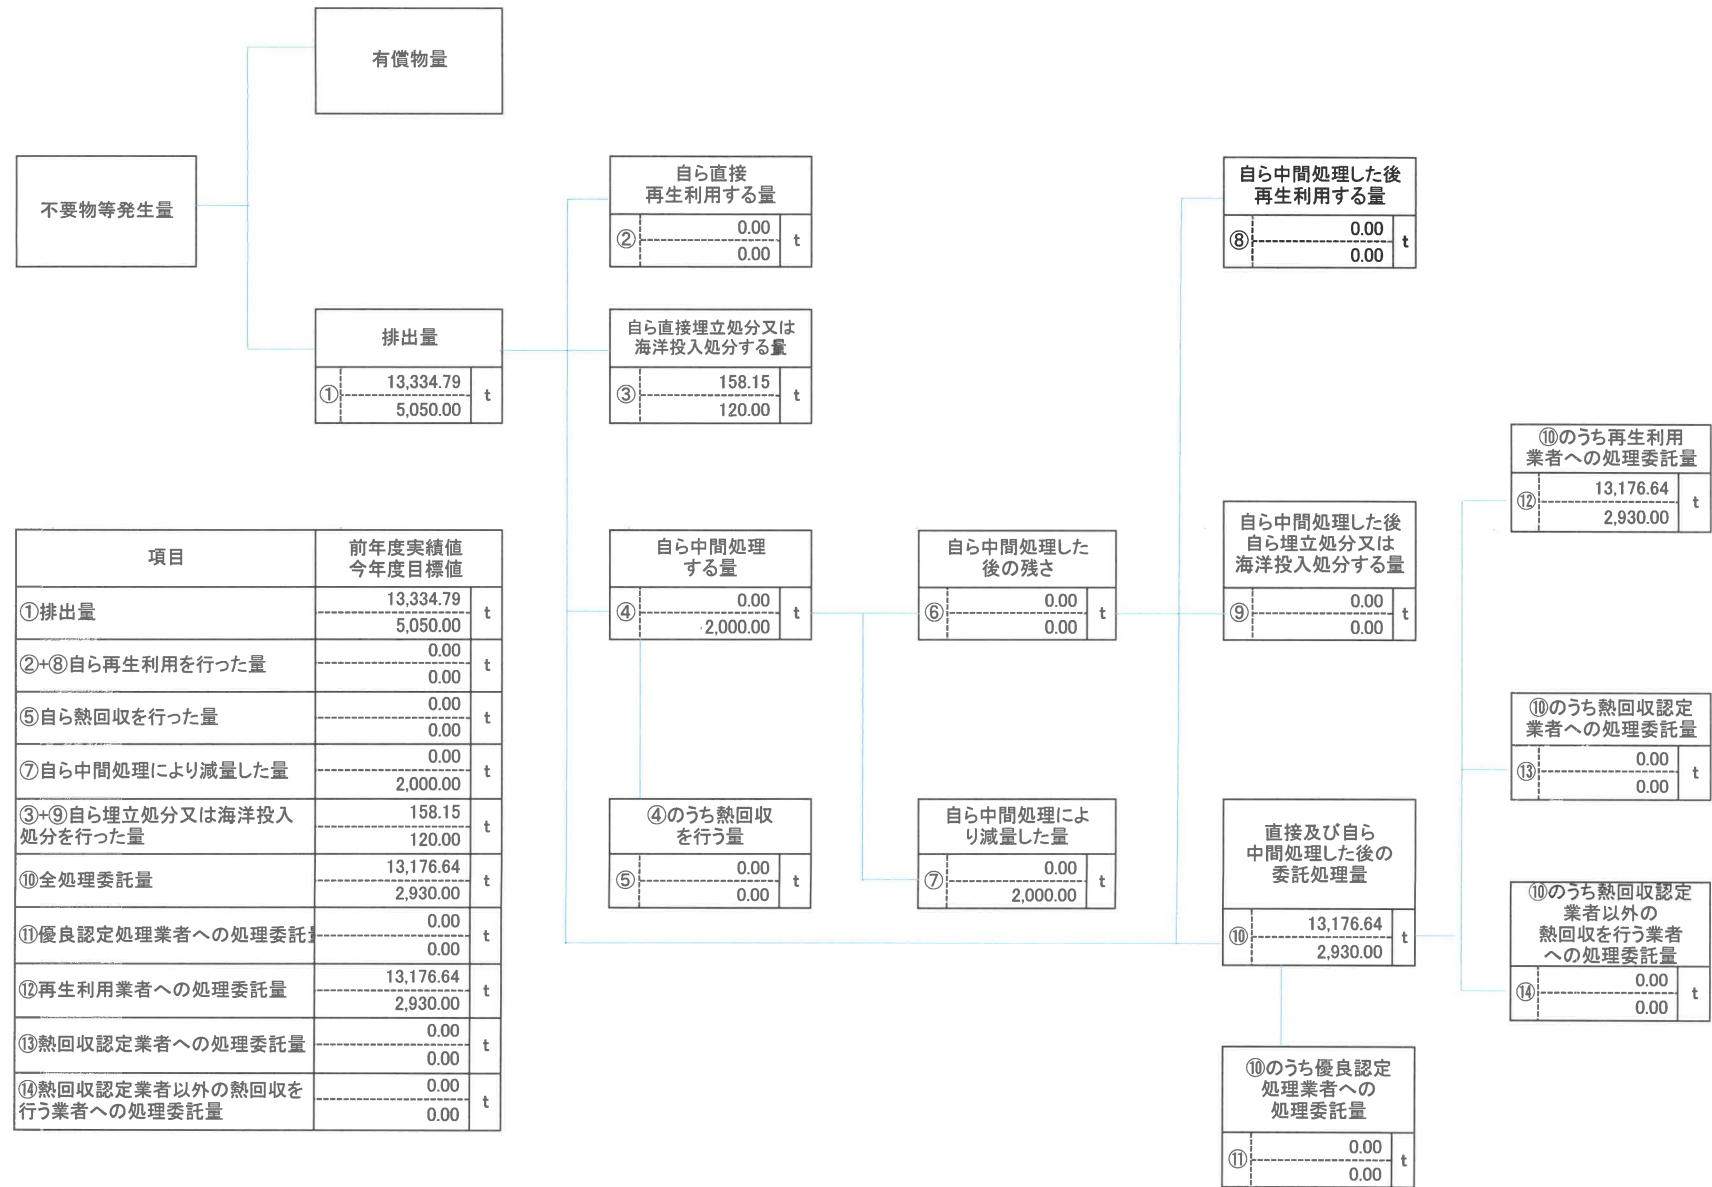 有償物量
不要物等発生量
排出量
①
13,334.79
5,050.00
t
自ら直接
再生利用する量
②
0.00
0.00
t
自ら直接埋立処分又は
海洋投入処分する量
③
158.15
120.00
t
自ら中間処理
する量
④
0.00
2,000.00
t
④のうち熱回収
を行う量
⑤
0.00
0.00
t
自ら中間処理した
後の残さ
⑥
0.00
0.00
t
自ら中間処理によ
り減量した量
⑦
0.00
2,000.00
t
自ら中間処理した後
再生利用する量
⑧
0.00
0.00
t
自ら中間処理した後
自ら埋立処分又は
海洋投入処分する量
⑨
0.00
0.00
t
直接及び自ら
中間処理した後の
委託処理量
⑩
13,176.64
2,930.00
t
⑩のうち優良認定
処理業者への
処理委託量
⑪
0.00
0.00
t
⑩のうち再生利用
業者への処理委託量
⑫
13,176.64
2,930.00
t
⑩のうち熱回収認定
業者への処理委託量
⑬
0.00
0.00
t
⑩のうち熱回収認定
業者以外の
熱回収を行う業者
への処理委託量
⑭
0.00
0.00
t
項目
前年度実績値
今年度目標値
①排出量
13,334.79
5,050.00
t
②+⑧自ら再生利用を行った量
0.00
0.00
t
⑤自ら熱回収を行った量
0.00
0.00
t
⑦自ら中間処理により減量した量
0.00
2,000.00
t
③+⑨自ら埋立処分又は海洋投入
処分を行った量
158.15
120.00
t
⑩全処理委託量
13,176.64
2,930.00
t
⑪優良認定処理業者への処理委託
0.00
0.00
t
⑫再生利用業者への処理委託量
13,176.64
2,930.00
t
⑬熱回収認定業者への処理委託量
0.00
0.00
t
⑭熱回収認定業者以外の熱回収を
行う業者への処理委託量
0.00
0.00
t